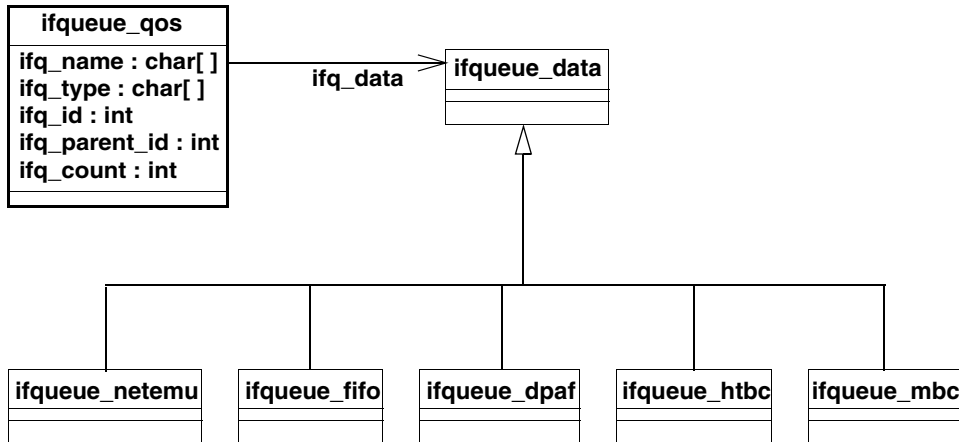 ifqueue_qos
ifq_name : char[ ]
ifq_type : char[ ]
ifq_id : int
ifq_parent_id : int
ifq_count : int
ifq_data
ifqueue_data
ifqueue_netemu
ifqueue_fifo
ifqueue_dpaf
ifqueue_htbc
ifqueue_mbc